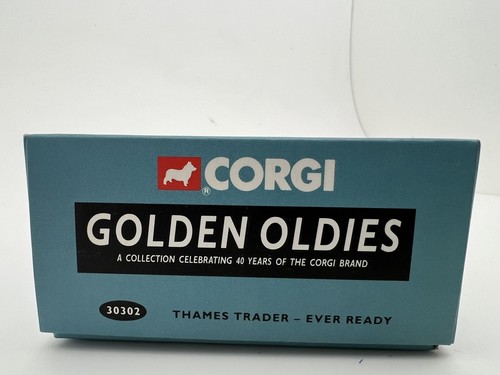 ® CORGI
GOLDEN OLDIES
A COLLECTION CELEBRATING 40 YEARS OF THE CORGI BRAND
30302 THAMES TRADER – EVER READY